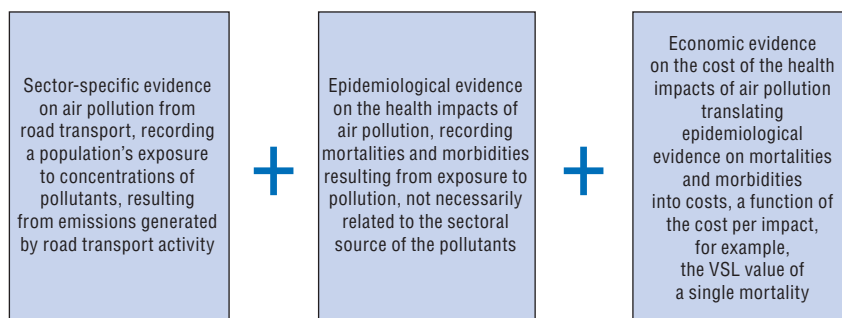 Sector-specific evidence
on air pollution from
road transport, recording
a population's exposure
to concentrations of
pollutants, resulting
from emissions generated
by road transport activity
+
Epidemiological evidence
on the health impacts of
air pollution, recording
mortalities and morbidities
resulting from exposure to
pollution, not necessarily
related to the sectoral
source of the pollutants
+
Economic evidence
on the cost of the health
impacts of air pollution
translating
epidemiological
evidence on mortalities
and morbidities
into costs, a function of
the cost per impact,
for example,
the VSL value of
a single mortality